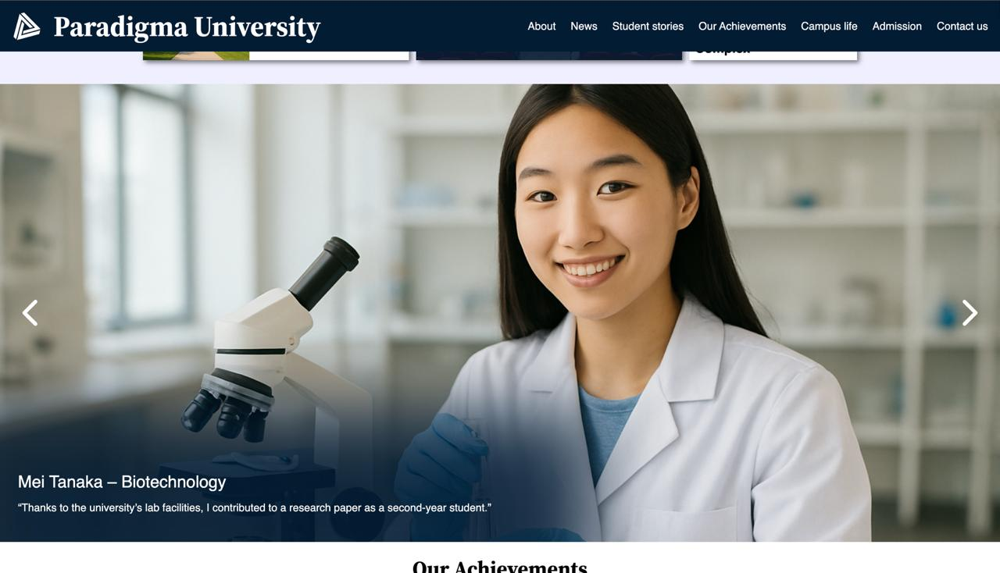 Paradigma University
About
News
Student stories
Our Achievements
Campus life
Admission
Contact us
Complex
Mei Tanaka – Biotechnology
“Thanks to the university’s lab facilities, I contributed to a research paper as a second-year student.”
Our Achievements